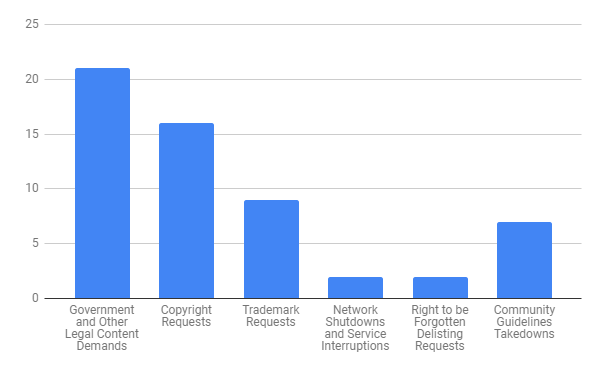 25
20
15
10
5
0
Government
and Other
Legal Content
Demands
Copyright
Requests
Trademark
Requests
Network
Shutdowns
and Service
Interruptions
Right to be
Forgotten
Delisting
Requests
Community
Guidelines
Takedowns